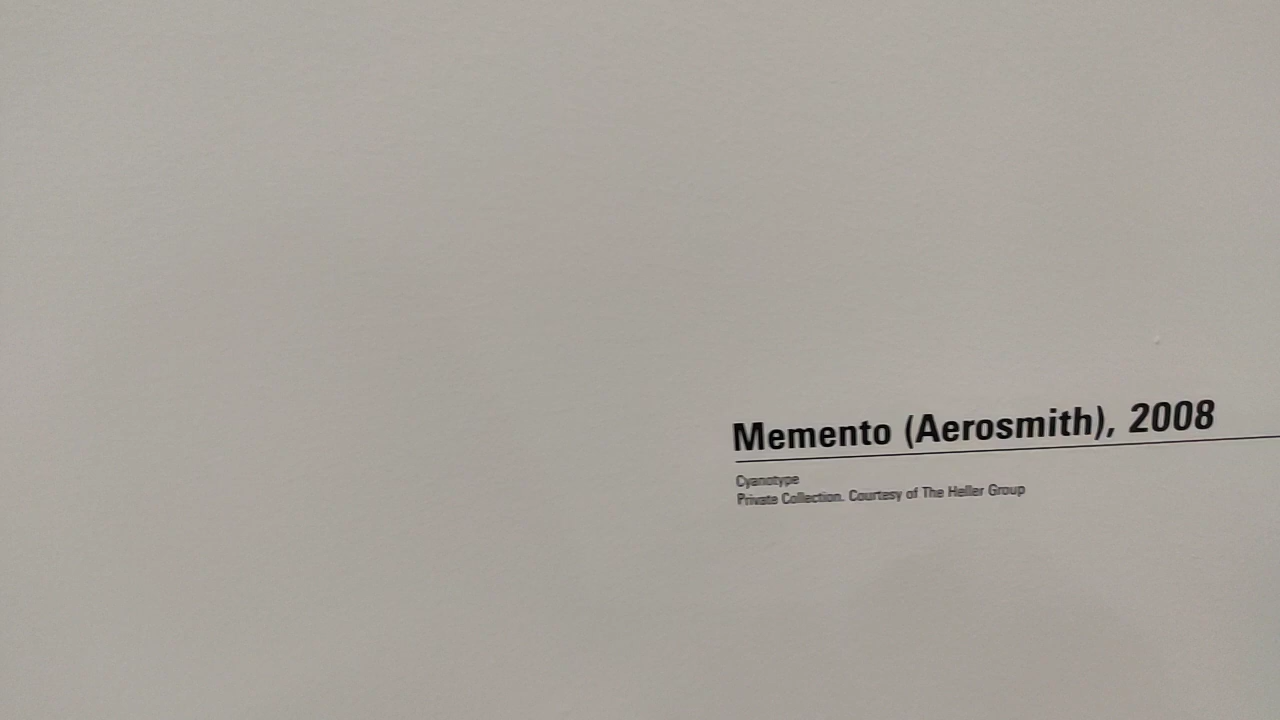 Memento (Aerosmith), 2008
Cyanotype
Private Collection. Courtesy of The Heller Group